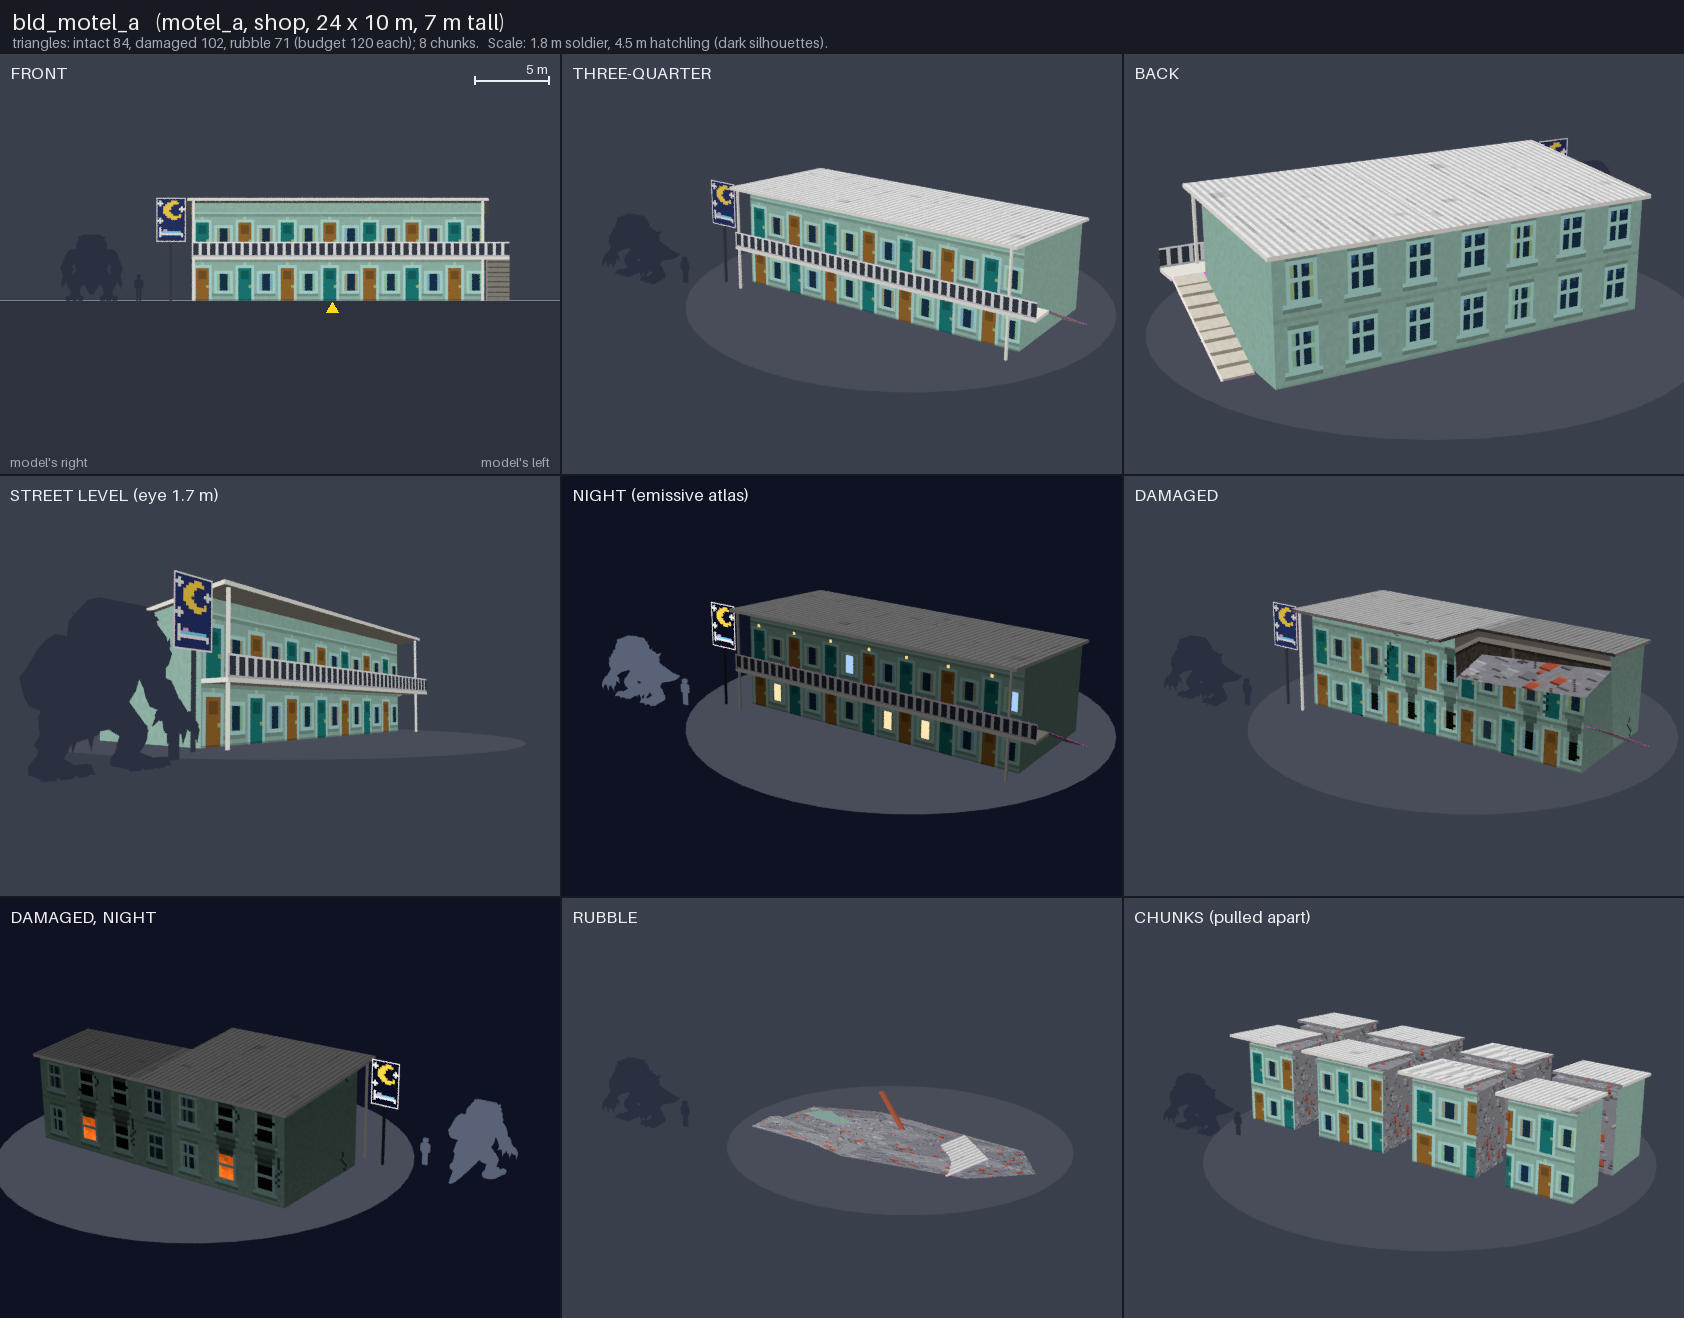 bld_motel_a (motel_a, shop, 24 x 10 m, 7 m tall)
triangles: intact 84, damaged 102, rubble 71 (budget 120 each); 8 chunks. Scale: 1.8 m soldier, 4.5 m hatchling (dark silhouettes).
FRONT
5 m
THREE-QUARTER
BACK
model's right
model's left
STREET LEVEL (eye 1.7 m)
NIGHT (emissive atlas)
DAMAGED
DAMAGED, NIGHT
RUBBLE
CHUNKS (pulled apart)